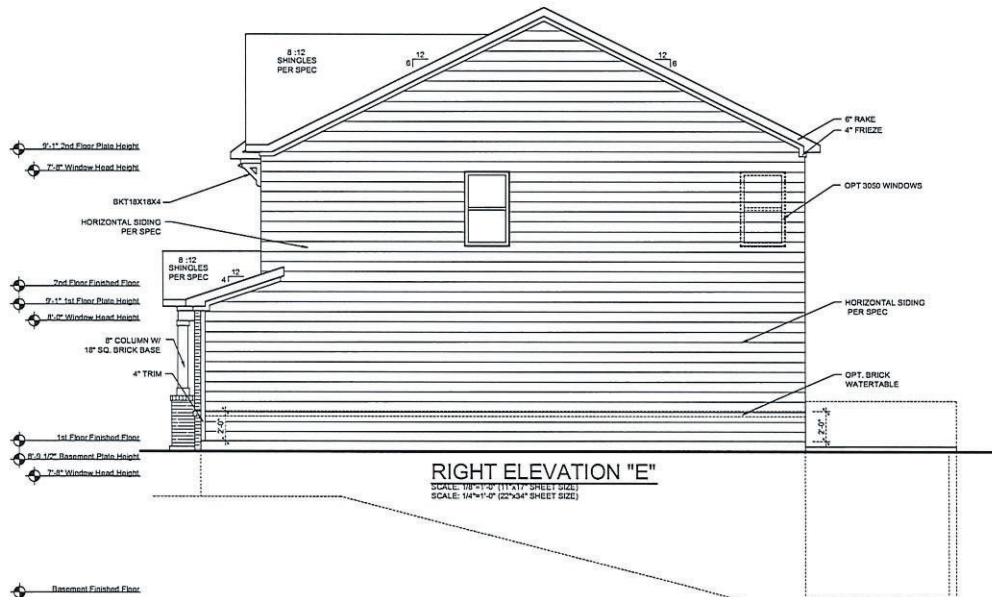 8 :12
SHINGLES
PER SPEC
12
6
12
6
6" RAKE
4" FRIEZE
9'-1" 2nd Floor Plate Height
7'-8" Window Head Height
BKT18X18X4
OPT 3050 WINDOWS
HORIZONTAL SIDING
PER SPEC
8 :12
SHINGLES
PER SPEC
12
4
2nd Floor Finished Floor
9'-1" 1st Floor Plate Height
8'-0" Window Head Height
HORIZONTAL SIDING
PER SPEC
8" COLUMN W/
18" SQ. BRICK BASE
4" TRIM
OPT. BRICK
WATERTABLE
2'-0"
2'-0"
1st Floor Finished Floor
8'-9 1/2" Basement Plate Height
7'-8" Window Head Height
RIGHT ELEVATION "E"
SCALE: 1/8"=1'-0" (11"x17" SHEET SIZE)
SCALE: 1/4"=1'-0" (22"x34" SHEET SIZE)
Basement Finished Floor